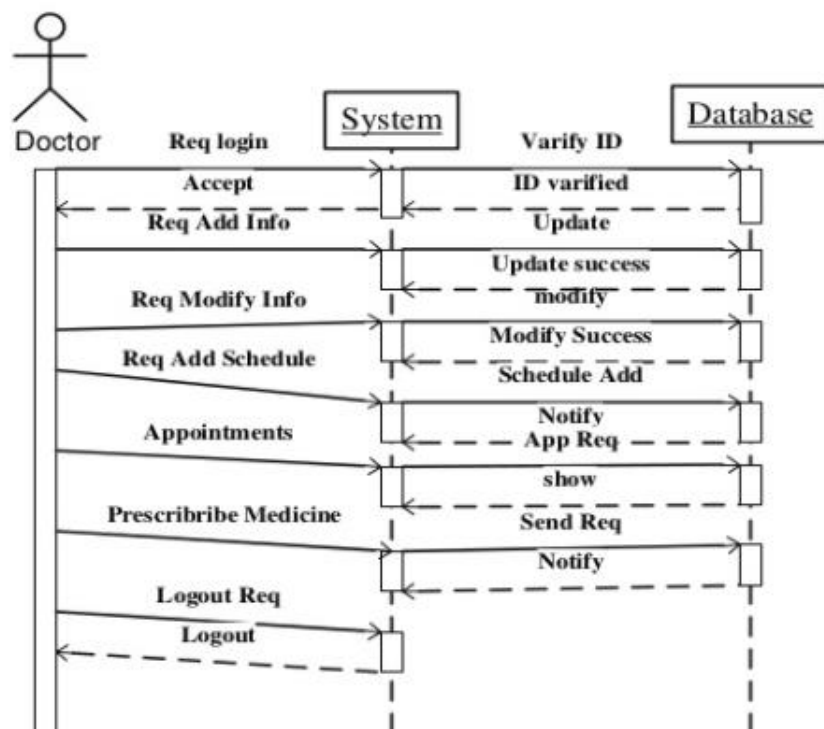 System
Database
Doctor
Req login
Varify ID
Accept
ID varified
Req Add Info
Update
Update success
Req Modify Info
modify
Modify Success
Req Add Schedule
Schedule Add
Notify
Appointments
App Req
show
Prescribribe Medicine
Send Req
Notify
Logout Req
Logout